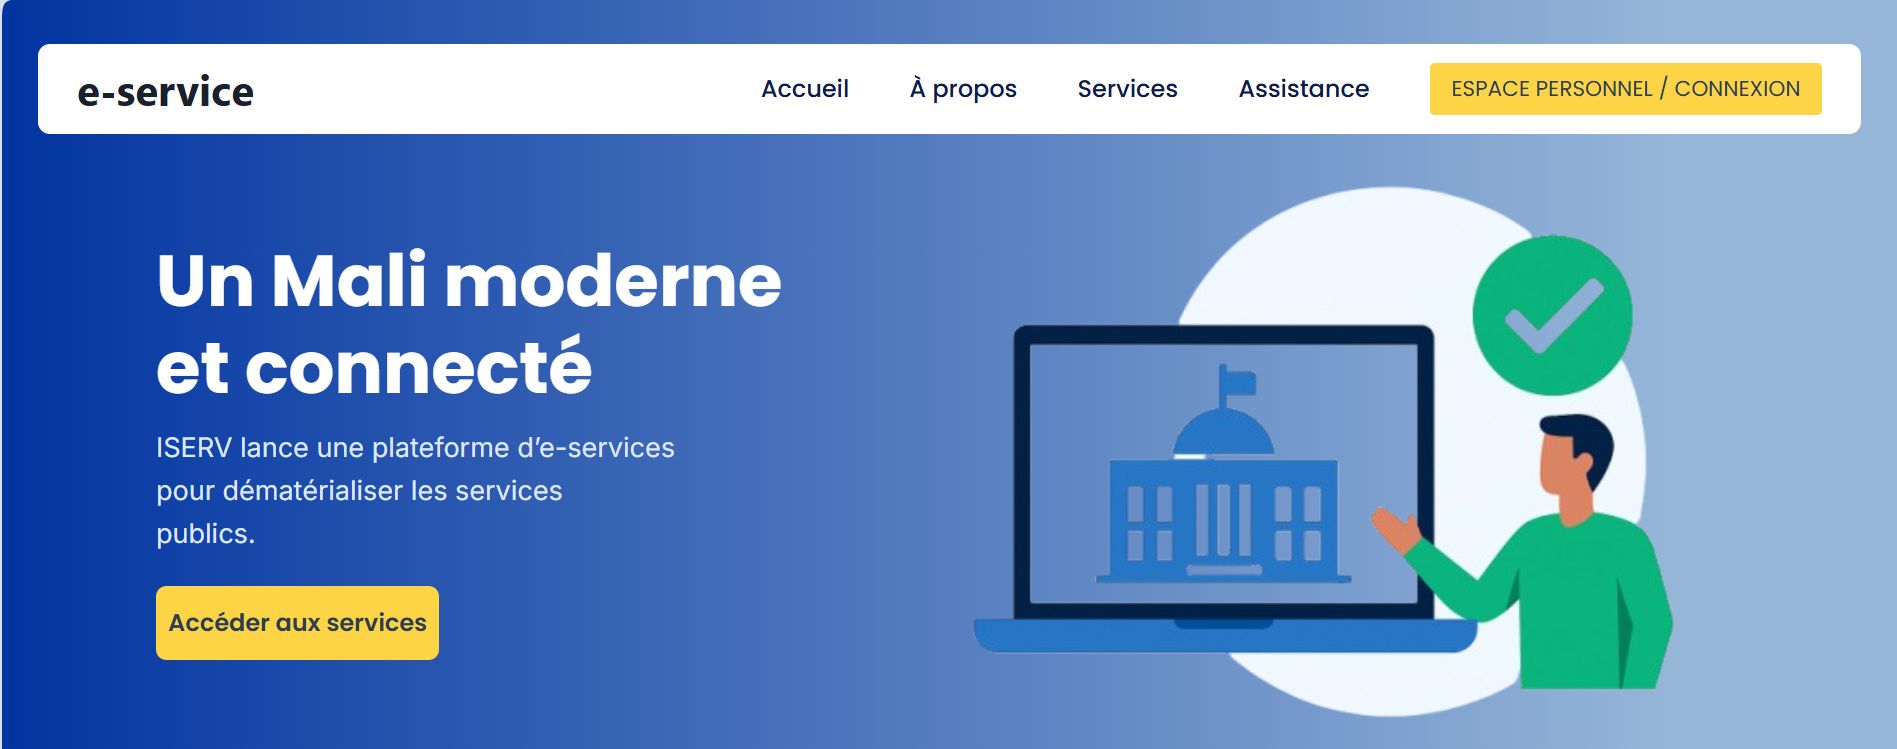 e-service
Accueil
À propos
Services
Assistance
ESPACE PERSONNEL / CONNEXION
Un Mali moderne
et connecté
ISERV lance une plateforme d’e-services
pour dématérialiser les services
publics.
Accéder aux services